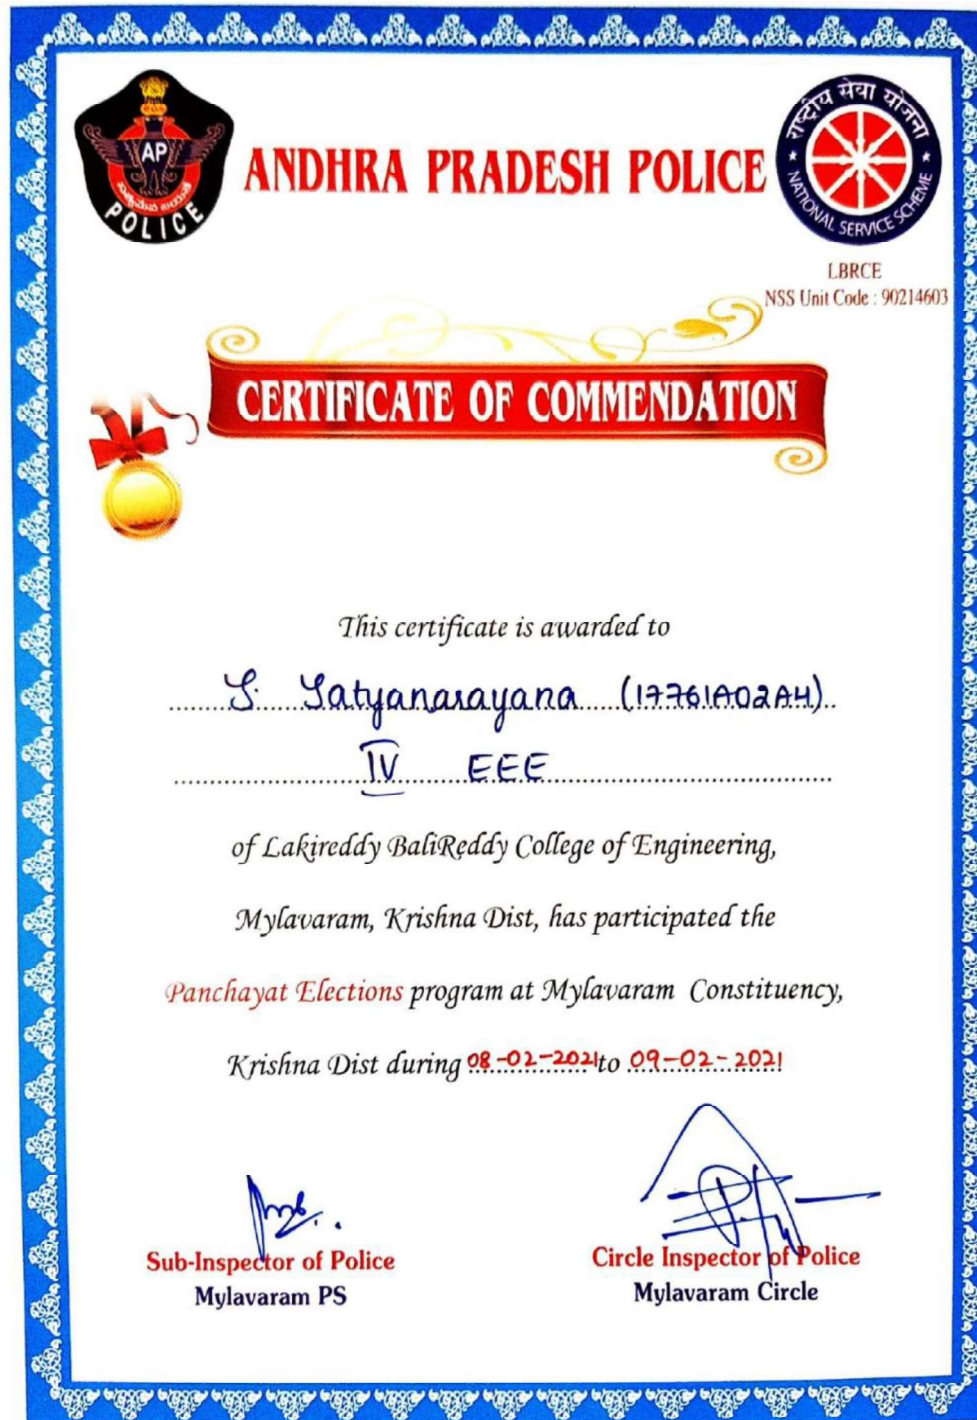 AP
POLICE
ANDHRA PRADESH POLICE
राष्ट्रीय सेवा योजना
NATIONAL SERVICE SCHEME
LBRCE
NSS Unit Code : 90214603
CERTIFICATE OF COMMENDATION
This certificate is awarded to
S. Satyanarayana (17761A02A4)
IV EEE
of Lakireddy BaliReddy College of Engineering,
Mylavaram, Krishna Dist, has participated the
Panchayat Elections program at Mylavaram Constituency,
Krishna Dist during 08-02-2021 to 09-02-2021
Sub-Inspector of Police
Mylavaram PS
Circle Inspector of Police
Mylavaram Circle